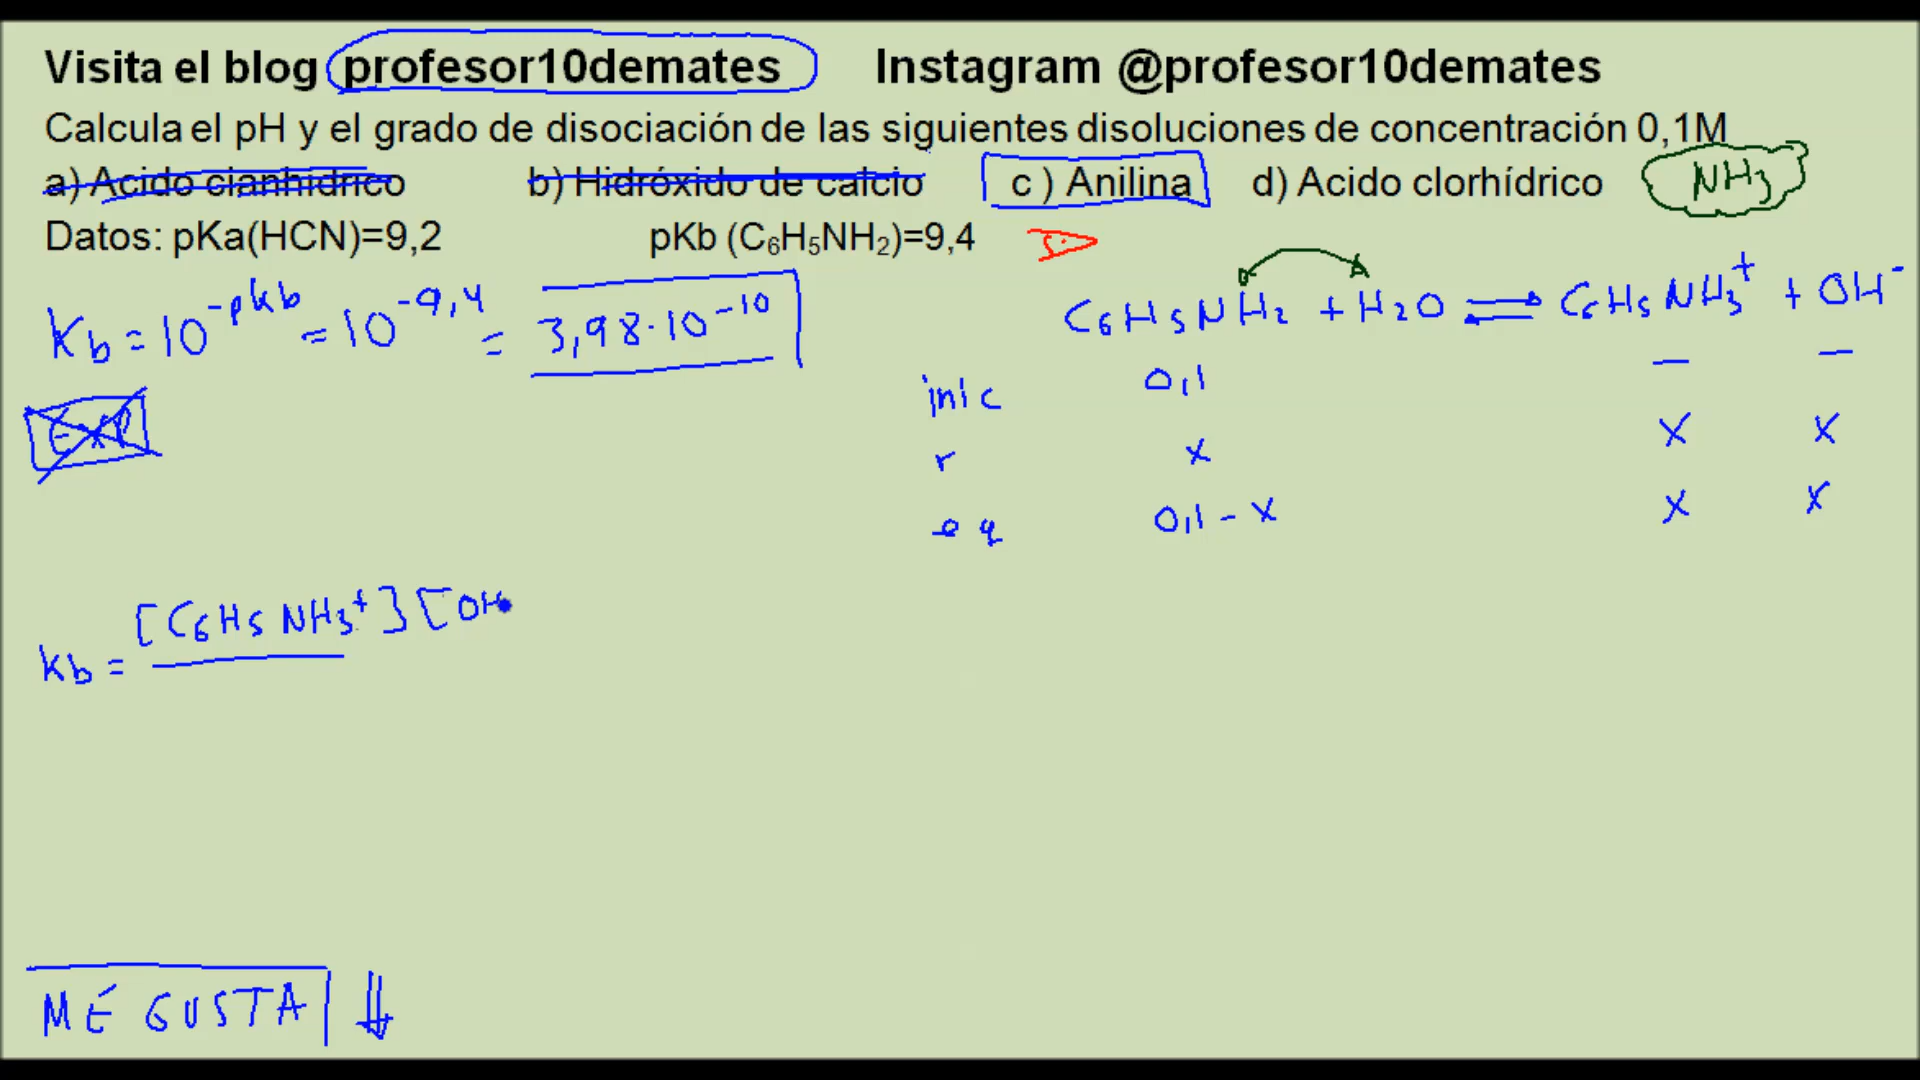 Visita el blog profesor10demates Instagram @profesor10demates
Calcula el pH y el grado de disociación de las siguientes disoluciones de concentración 0,1M
a) Acido cianhídrico b) Hidróxido de calcio c ) Anilina d) Acido clorhídrico NH₃
Datos: pKa(HCN)=9,2 pKb (C₆H₅NH₂)=9,4
Kb = 10^-pkb = 10^-9,4 = 3,98·10^-10
C₆H₅NH₂ + H₂O ⇌ C₆H₅NH₃⁺ + OH⁻
inic 0,1 – –
r x x x
eq 0,1 - x x x
kb = [C₆H₅NH₃⁺] [OH
ME GUSTA